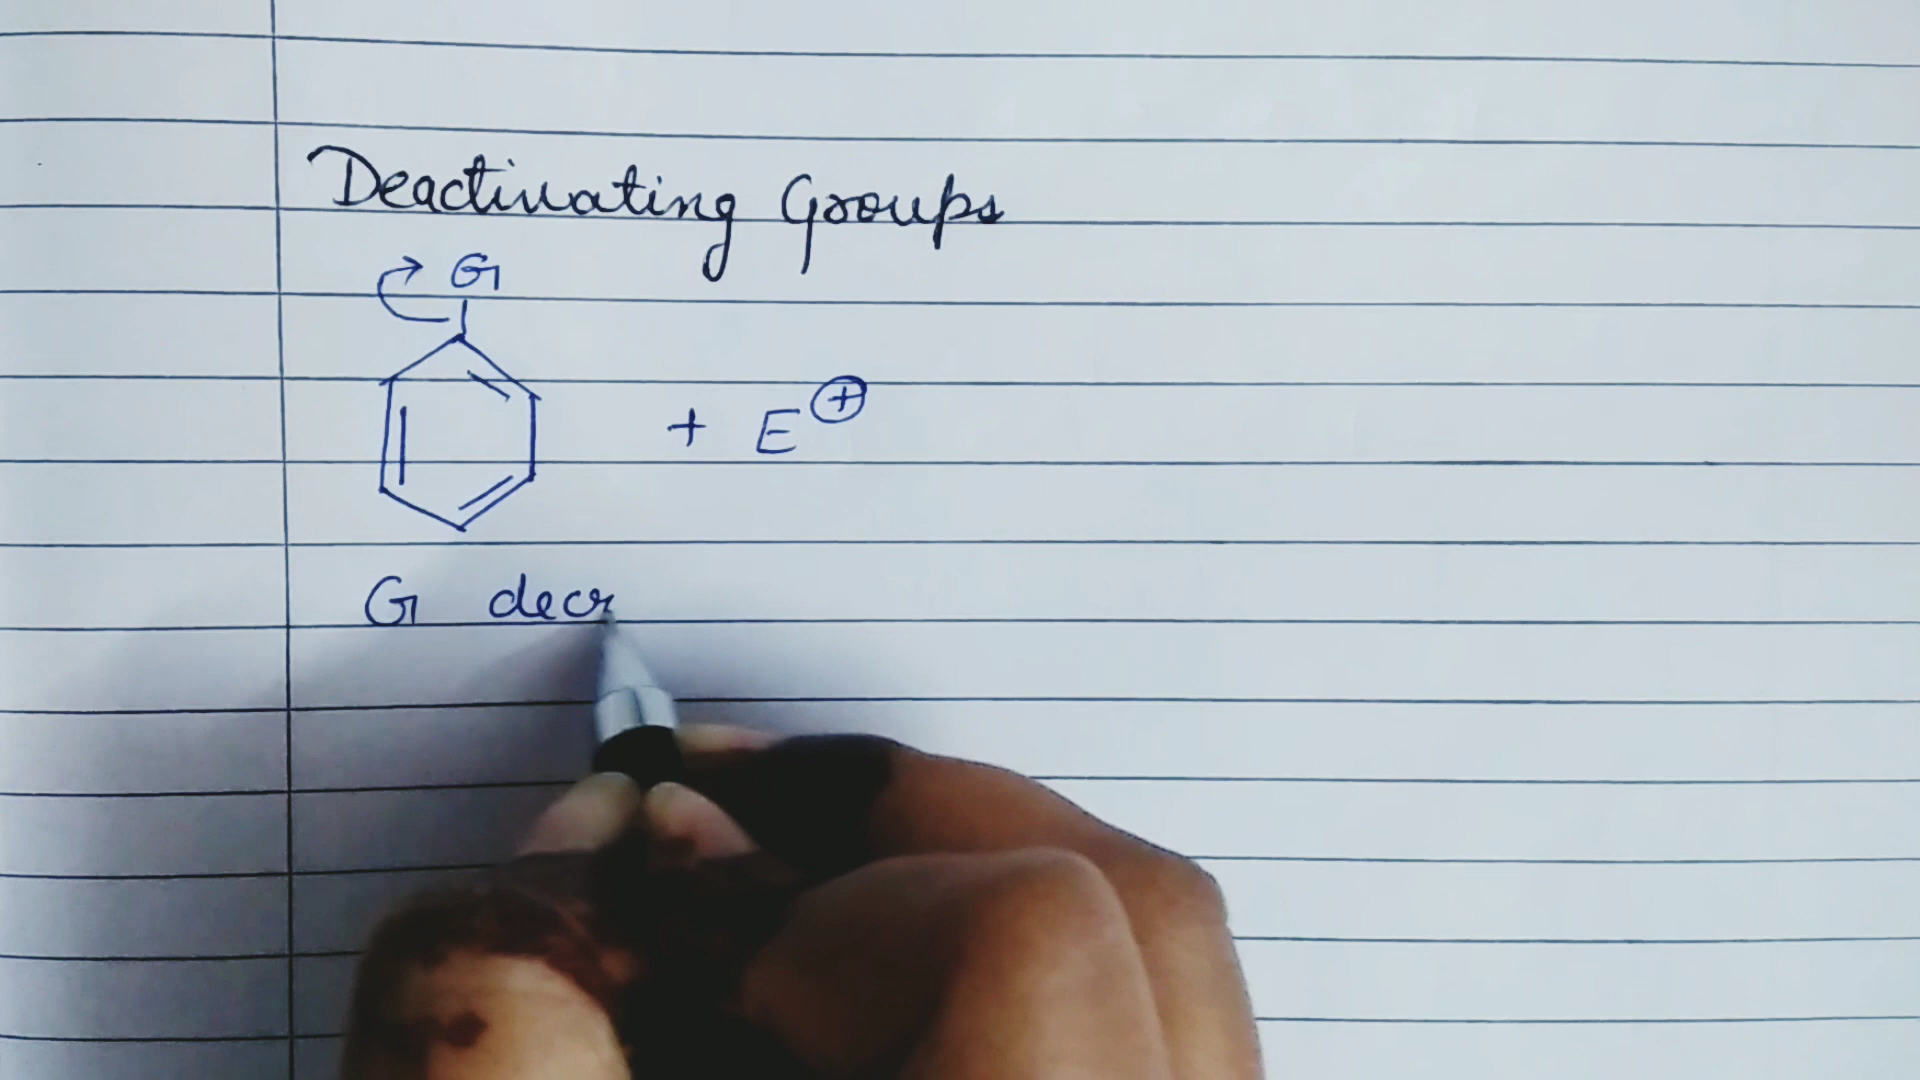 Deactivating Groups
G
+ E⊕
G decr